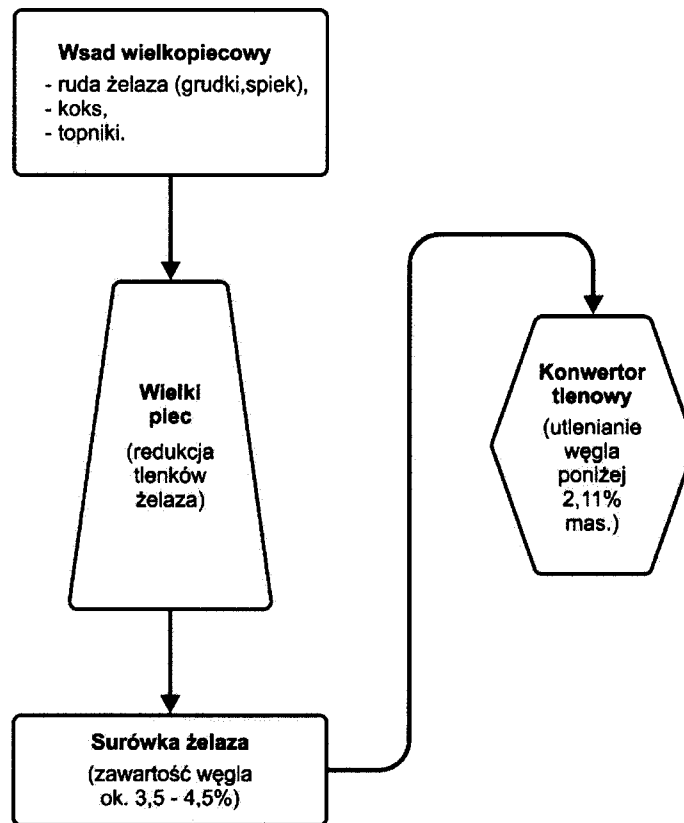 Wsad wielkopiecowy
- ruda żelaza (grudki,spiek),
- koks,
- topniki.
Wielki
piec
(redukcja
tlenków
żelaza)
Surówka żelaza
(zawartość węgla
ok. 3,5 - 4,5%)
Konwertor
tlenowy
(utlenianie
węgla
poniżej
2,11%
mas.)